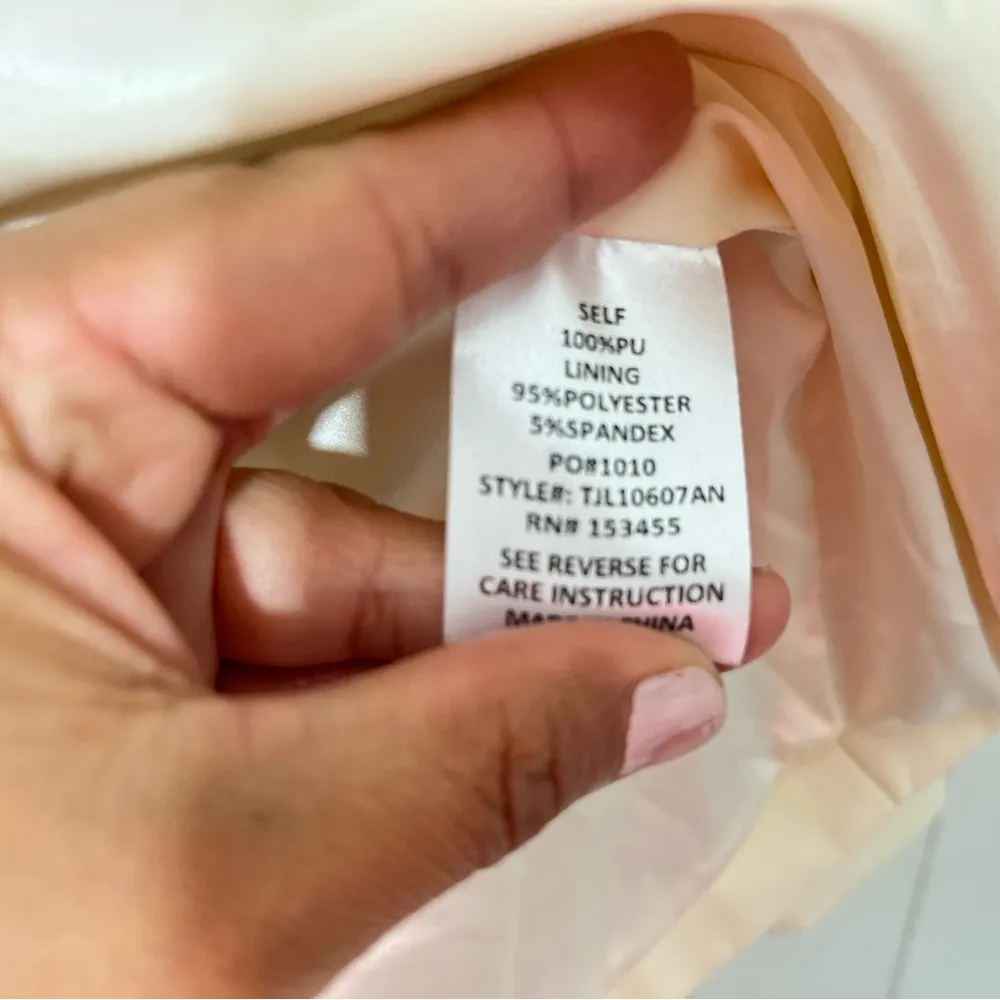 SELF
100%PU
LINING
95%POLYESTER
5%SPANDEX
PO#1010
STYLE#: TJL10607AN
RN# 153455
SEE REVERSE FOR
CARE INSTRUCTION
CHINA